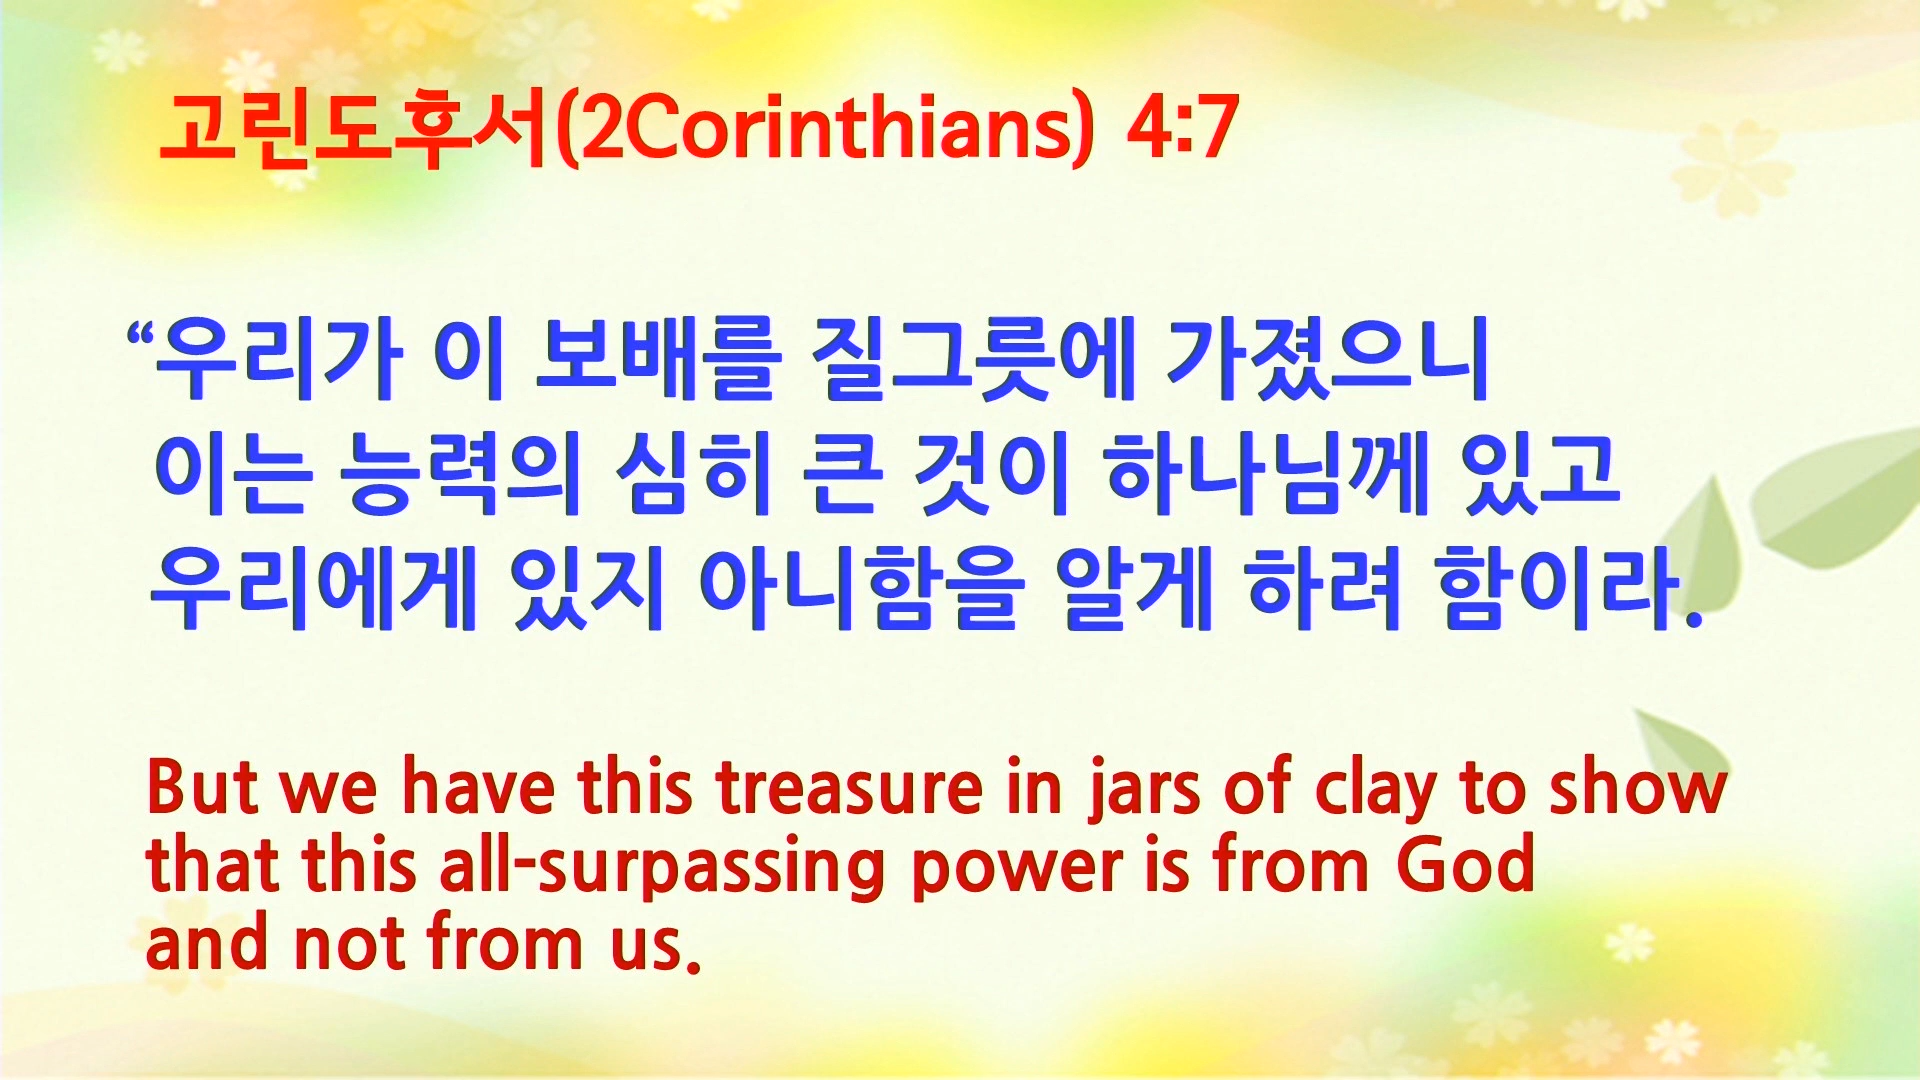 고린도후서(2Corinthians) 4:7
“우리가 이 보배를 질그릇에 가졌으니
이는 능력의 심히 큰 것이 하나님께 있고
우리에게 있지 아니함을 알게 하려 함이라.
But we have this treasure in jars of clay to show
that this all-surpassing power is from God
and not from us.